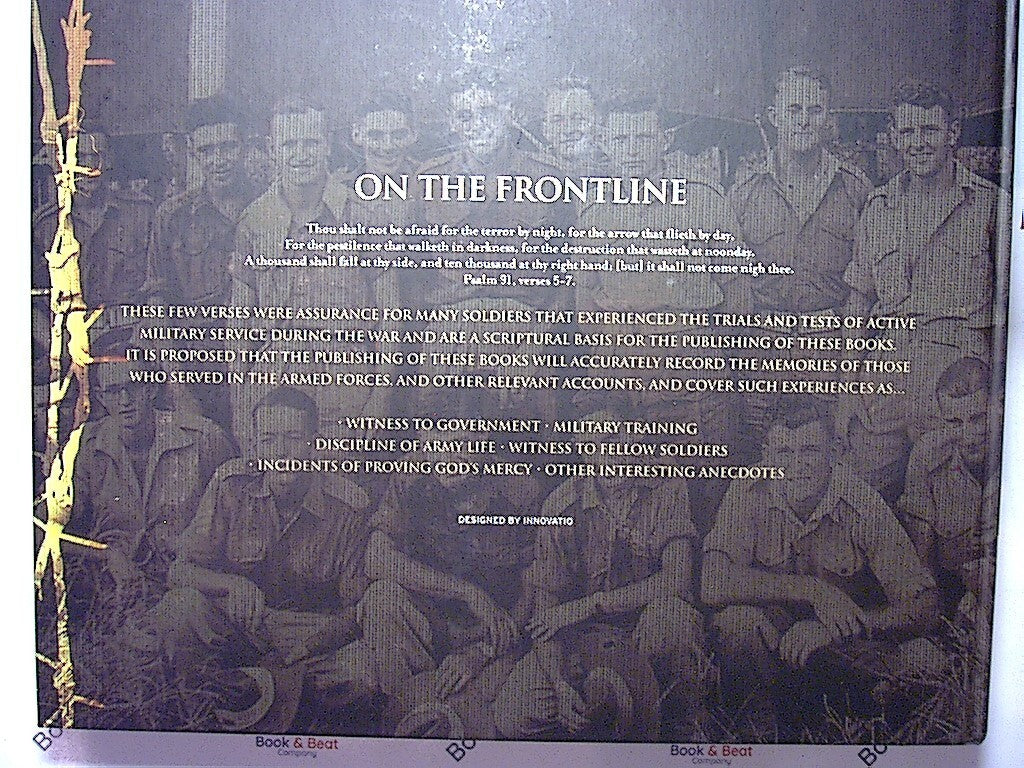 ON THE FRONTLINE
Thou shalt not be afraid for the terror by night, for the arrow that flieth by day,
For the pestilence that walketh in darkness, for the destruction that wasteth at noonday.
A thousand shall fall at thy side, and ten thousand at thy right hand; [but] it shall not come nigh thee.
Psalm 91, verses 5-7.
THESE FEW VERSES WERE ASSURANCE FOR MANY SOLDIERS THAT EXPERIENCED THE TRIALS AND TESTS OF ACTIVE
MILITARY SERVICE DURING THE WAR AND ARE A SCRIPTURAL BASIS FOR THE PUBLISHING OF THESE BOOKS.
IT IS PROPOSED THAT THE PUBLISHING OF THESE BOOKS WILL ACCURATELY RECORD THE MEMORIES OF THOSE
WHO SERVED IN THE ARMED FORCES, AND OTHER RELEVANT ACCOUNTS, AND COVER SUCH EXPERIENCES AS...
· WITNESS TO GOVERNMENT · MILITARY TRAINING
· DISCIPLINE OF ARMY LIFE · WITNESS TO FELLOW SOLDIERS
· INCIDENTS OF PROVING GOD'S MERCY · OTHER INTERESTING ANECDOTES
DESIGNED BY INNOVATIO
Bo
Book & Beat
Company
Bo
Book & Beat
Company
Bo